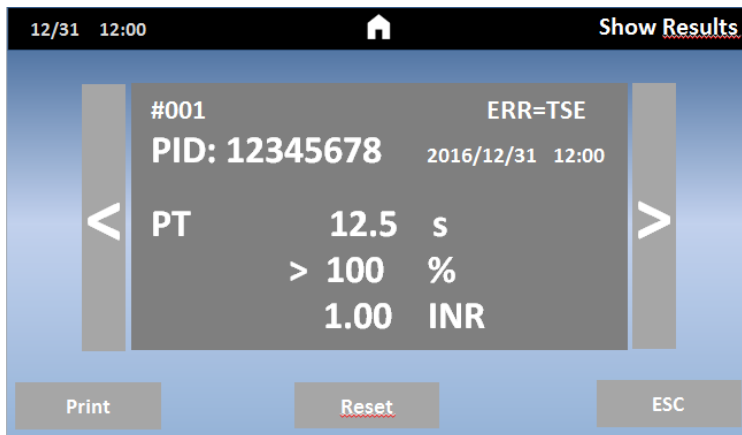 12/31 12:00 Show Results
#001 ERR=TSE
PID: 12345678 2016/12/31 12:00
< PT 12.5 s >
> 100 %
1.00 INR
Print Reset ESC